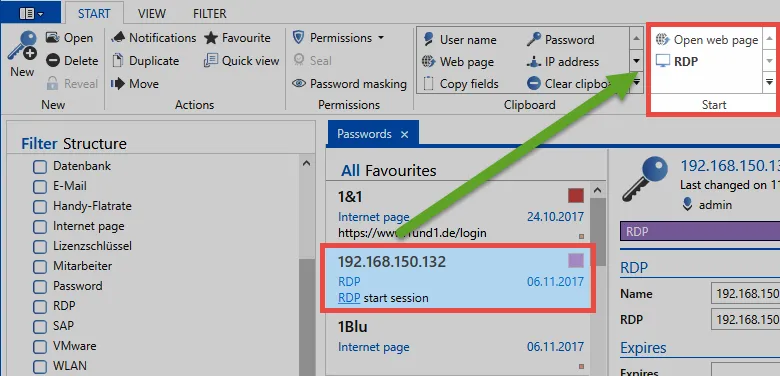 START VIEW FILTER
New
Open
Delete
Reveal
New
Notifications
Duplicate
Move
Favourite
Quick view
Actions
Permissions
Seal
Password masking
Permissions
User name
Web page
Copy fields
Password
IP address
Clear clipbo
Clipboard
Open web page
RDP
Start
Filter Structure
Datenbank
E-Mail
Handy-Flatrate
Internet page
Lizenzschlüssel
Mitarbeiter
Password
RDP
SAP
VMware
WLAN
Passwords ×
All Favourites
1&1
Internet page 24.10.2017
https://www.1und1.de/login
192.168.150.132
RDP 06.11.2017
RDP start session
1Blu
Internet page 06.11.2017
192.168.150.13
Last changed on 11
admin
RDP
RDP
Name 192.168.150.
RDP 192.168.150.
Expires
Expires